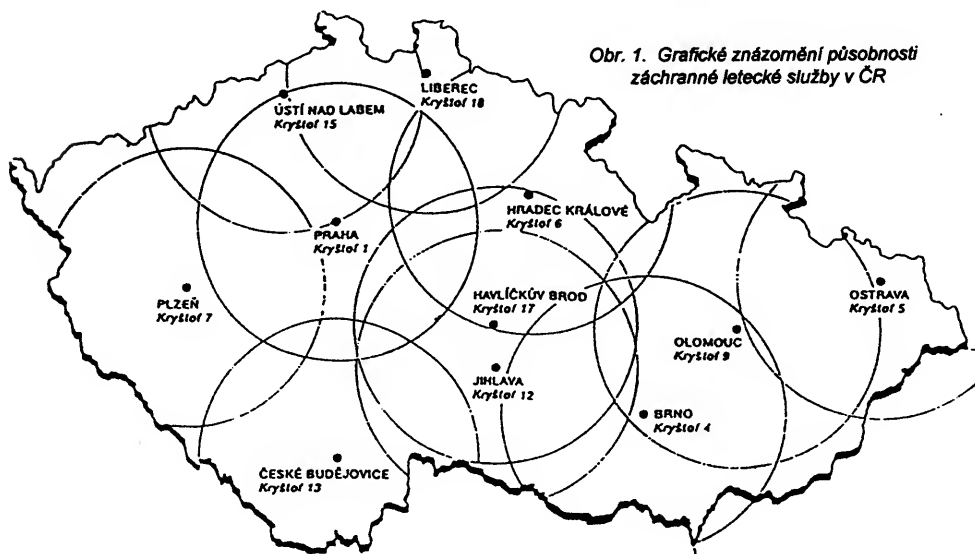 Obr. 1. Grafické znázornění působnosti
záchranné letecké služby v ČR
LIBEREC
Kryštof 18
ÚSTÍ NAD LABEM
Kryštof 15
HRADEC KRÁLOVÉ
Kryštof 6
PRAHA
Kryštof 1
PLZEŇ
Kryštof 7
HAVLÍČKŮV BROD
Kryštof 17
OSTRAVA
Kryštof 5
OLOMOUC
Kryštof 9
JIHLAVA
Kryštof 12
BRNO
Kryštof 4
ČESKÉ BUDĚJOVICE
Kryštof 13